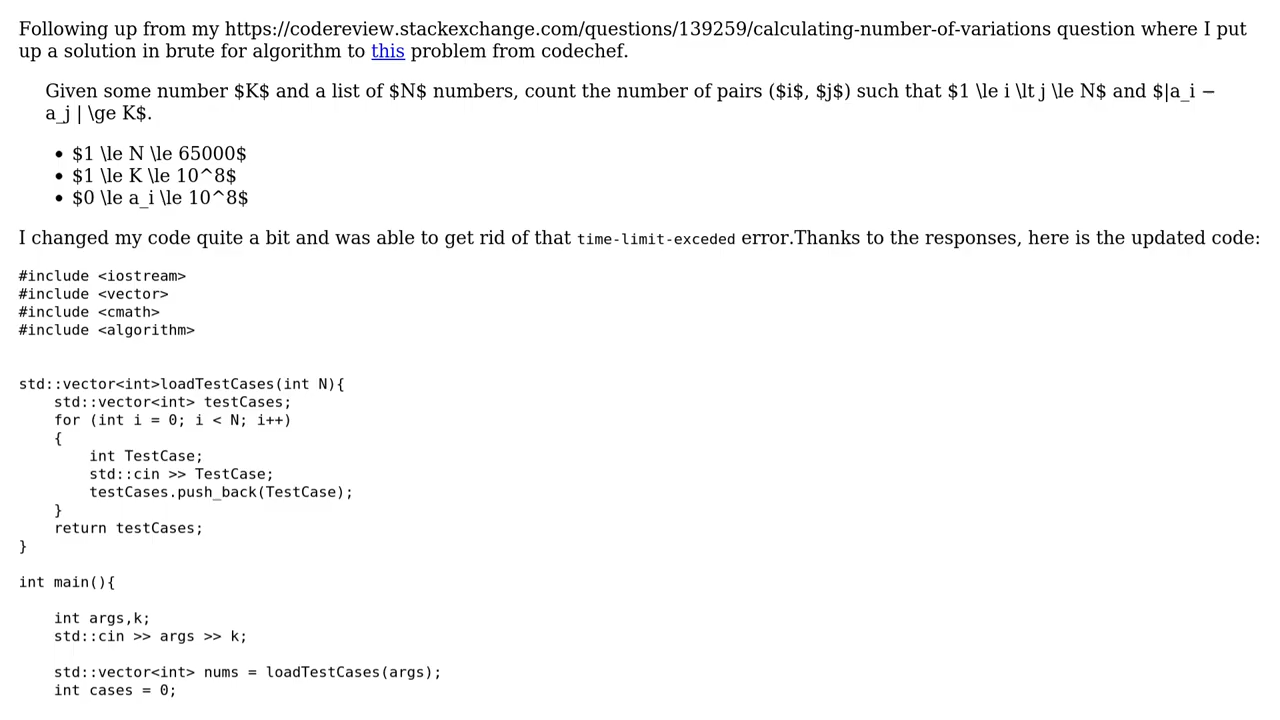 Following up from my https://codereview.stackexchange.com/questions/139259/calculating-number-of-variations question where I put
up a solution in brute for algorithm to this problem from codechef.
Given some number $K$ and a list of $N$ numbers, count the number of pairs ($i$, $j$) such that $1 \le i \lt j \le N$ and $|a_i −
a_j | \ge K$.
• $1 \le N \le 65000$
• $1 \le K \le 10^8$
• $0 \le a_i \le 10^8$
I changed my code quite a bit and was able to get rid of that time-limit-exceded error.Thanks to the responses, here is the updated code:
#include <iostream>
#include <vector>
#include <cmath>
#include <algorithm>
std::vector<int>loadTestCases(int N){
    std::vector<int> testCases;
    for (int i = 0; i < N; i++)
    {
        int TestCase;
        std::cin >> TestCase;
        testCases.push_back(TestCase);
    }
    return testCases;
}
int main(){
    int args,k;
    std::cin >> args >> k;
    std::vector<int> nums = loadTestCases(args);
    int cases = 0;